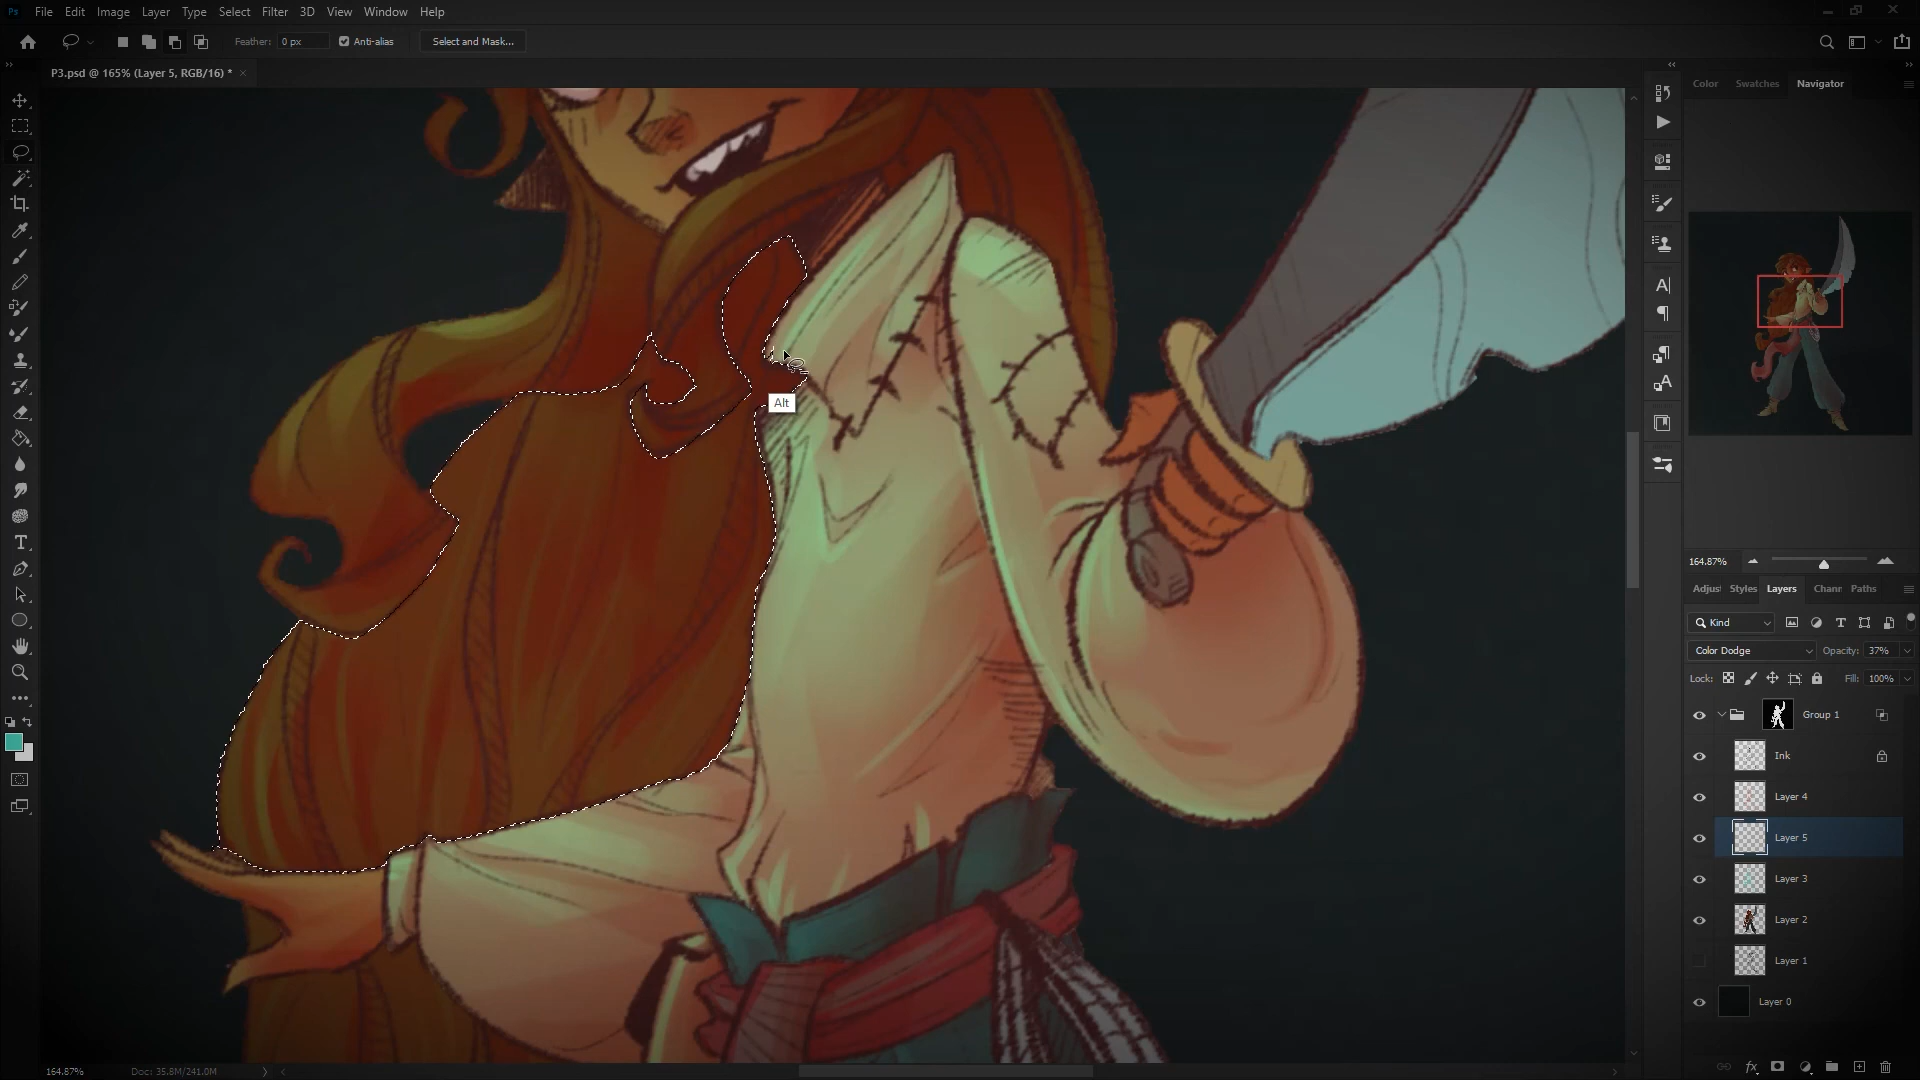 Ps File Edit Image Layer Type Select Filter 3D View Window Help
Feather: 0 px Anti-alias Select and Mask...
P3.psd @ 165% (Layer 5, RGB/16) *
Color Swatches Navigator
Alt
164.87%
Adjus Styles Layers Chann Paths
Kind
Color Dodge Opacity: 37%
Lock: Fill: 100%
Group 1
Ink
Layer 4
Layer 5
Layer 3
Layer 2
Layer 1
Layer 0
164.87% Doc: 35.8M/241.0M